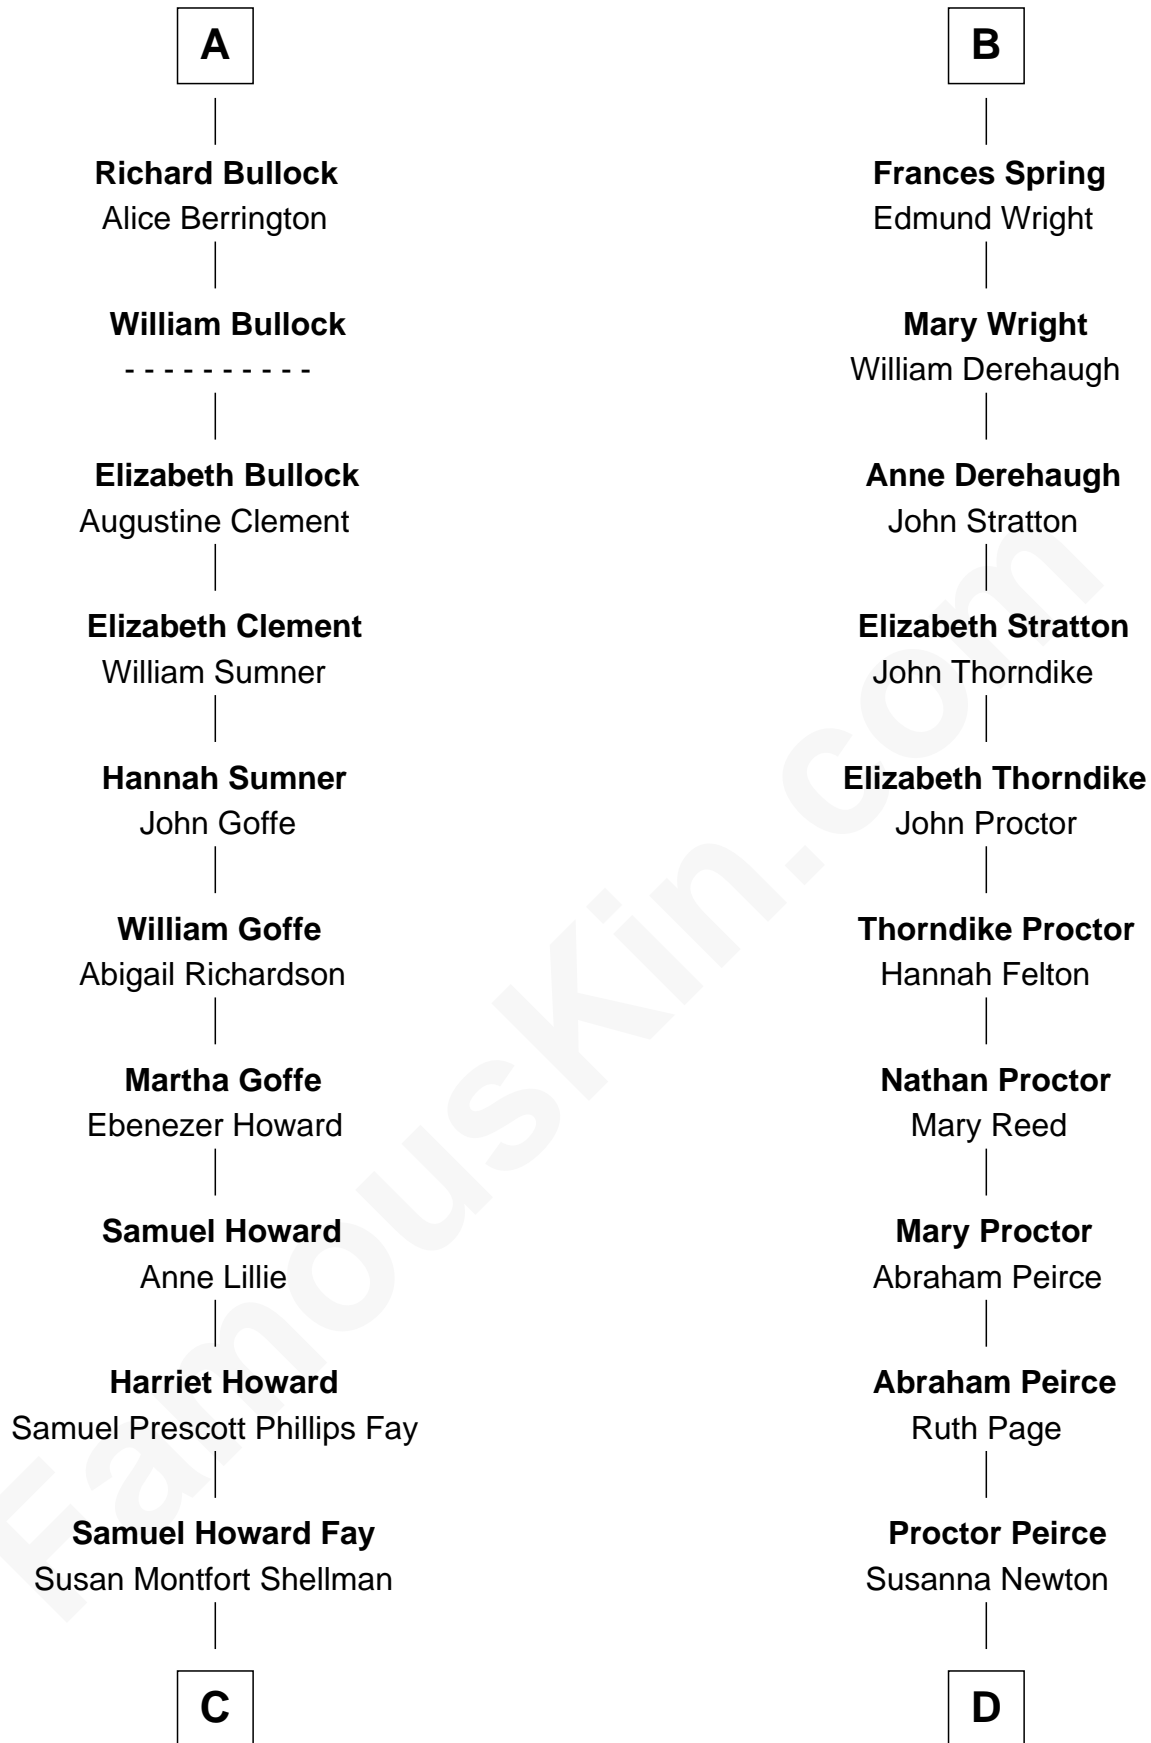 A
Richard Bullock
Alice Berrington
William Bullock
- - - - - - - - - -
Elizabeth Bullock
Augustine Clement
Elizabeth Clement
William Sumner
Hannah Sumner
John Goffe
William Goffe
Abigail Richardson
Martha Goffe
Ebenezer Howard
Samuel Howard
Anne Lillie
Harriet Howard
Samuel Prescott Phillips Fay
Samuel Howard Fay
Susan Montfort Shellman
C
B
Frances Spring
Edmund Wright
Mary Wright
William Derehaugh
Anne Derehaugh
John Stratton
Elizabeth Stratton
John Thorndike
Elizabeth Thorndike
John Proctor
Thorndike Proctor
Hannah Felton
Nathan Proctor
Mary Reed
Mary Proctor
Abraham Peirce
Abraham Peirce
Ruth Page
Proctor Peirce
Susanna Newton
D
FamousKin.com